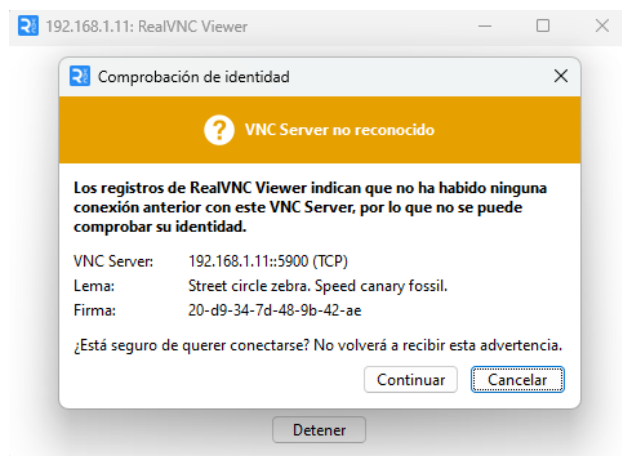 192.168.1.11: RealVNC Viewer
Comprobación de identidad
VNC Server no reconocido
Los registros de RealVNC Viewer indican que no ha habido ninguna
conexión anterior con este VNC Server, por lo que no se puede
comprobar su identidad.
VNC Server: 192.168.1.11::5900 (TCP)
Lema: Street circle zebra. Speed canary fossil.
Firma: 20-d9-34-7d-48-9b-42-ae
¿Está seguro de querer conectarse? No volverá a recibir esta advertencia.
Continuar Cancelar
Detener